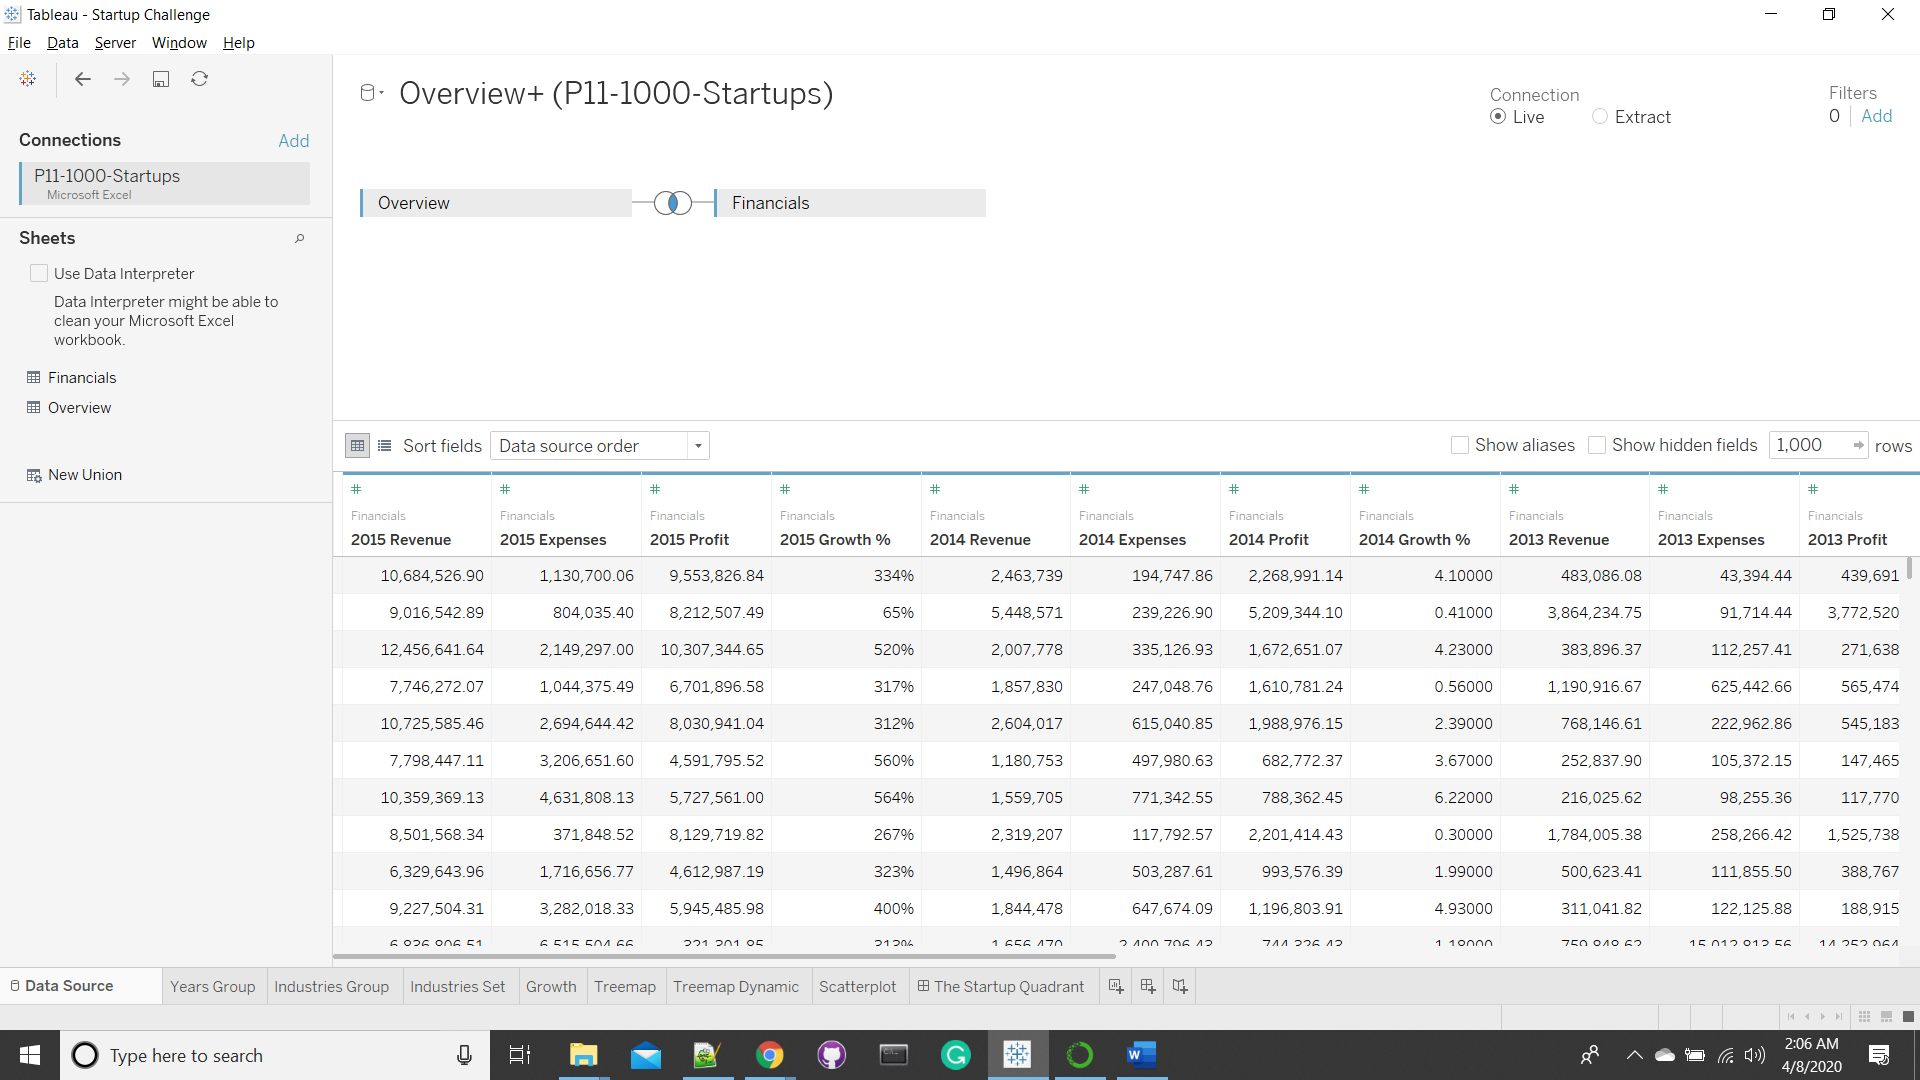 Tableau - Startup Challenge
File Data Server Window Help
Connections Add
P11-1000-Startups
Microsoft Excel
Sheets
Use Data Interpreter
Data Interpreter might be able to
clean your Microsoft Excel
workbook.
Financials
Overview
New Union
Overview+ (P11-1000-Startups)
Connection
Live Extract
Filters
0 Add
Overview Financials
Sort fields Data source order Show aliases Show hidden fields 1,000 rows
# # # # # # # # # # #
Financials Financials Financials Financials Financials Financials Financials Financials Financials Financials Financials
2015 Revenue 2015 Expenses 2015 Profit 2015 Growth % 2014 Revenue 2014 Expenses 2014 Profit 2014 Growth % 2013 Revenue 2013 Expenses 2013 Profit
10,684,526.90 1,130,700.06 9,553,826.84 334% 2,463,739 194,747.86 2,268,991.14 4.10000 483,086.08 43,394.44 439,691
9,016,542.89 804,035.40 8,212,507.49 65% 5,448,571 239,226.90 5,209,344.10 0.41000 3,864,234.75 91,714.44 3,772,520
12,456,641.64 2,149,297.00 10,307,344.65 520% 2,007,778 335,126.93 1,672,651.07 4.23000 383,896.37 112,257.41 271,638
7,746,272.07 1,044,375.49 6,701,896.58 317% 1,857,830 247,048.76 1,610,781.24 0.56000 1,190,916.67 625,442.66 565,474
10,725,585.46 2,694,644.42 8,030,941.04 312% 2,604,017 615,040.85 1,988,976.15 2.39000 768,146.61 222,962.86 545,183
7,798,447.11 3,206,651.60 4,591,795.52 560% 1,180,753 497,980.63 682,772.37 3.67000 252,837.90 105,372.15 147,465
10,359,369.13 4,631,808.13 5,727,561.00 564% 1,559,705 771,342.55 788,362.45 6.22000 216,025.62 98,255.36 117,770
8,501,568.34 371,848.52 8,129,719.82 267% 2,319,207 117,792.57 2,201,414.43 0.30000 1,784,005.38 258,266.42 1,525,738
6,329,643.96 1,716,656.77 4,612,987.19 323% 1,496,864 503,287.61 993,576.39 1.99000 500,623.41 111,855.50 388,767
9,227,504.31 3,282,018.33 5,945,485.98 400% 1,844,478 647,674.09 1,196,803.91 4.93000 311,041.82 122,125.88 188,915
Data Source Years Group Industries Group Industries Set Growth Treemap Treemap Dynamic Scatterplot The Startup Quadrant
Type here to search
2:06 AM
4/8/2020